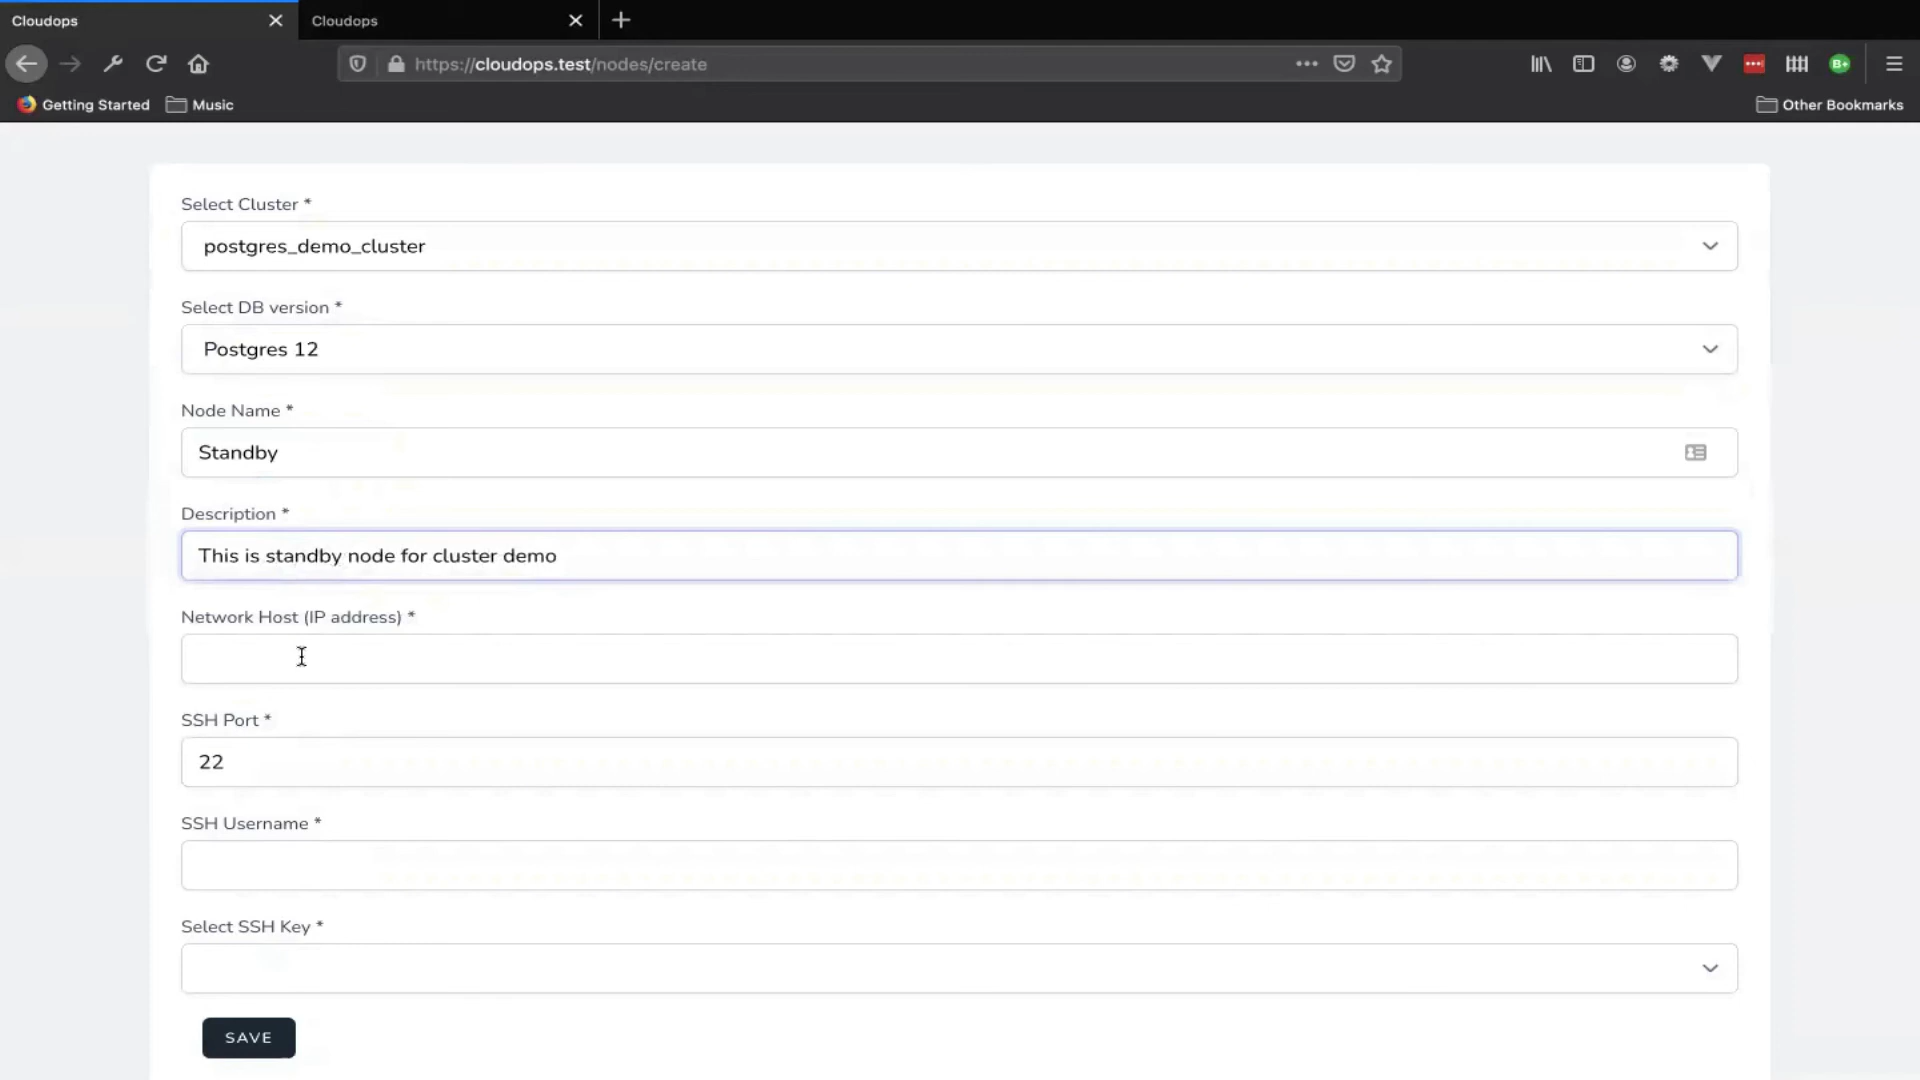 Cloudops
Cloudops
https://cloudops.test/nodes/create
Getting Started
Music
Other Bookmarks
Select Cluster *
postgres_demo_cluster
Select DB version *
Postgres 12
Node Name *
Standby
Description *
This is standby node for cluster demo
Network Host (IP address) *
SSH Port *
22
SSH Username *
Select SSH Key *
SAVE